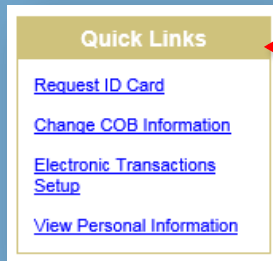 Quick Links
Request ID Card
Change COB Information
Electronic Transactions
Setup
View Personal Information